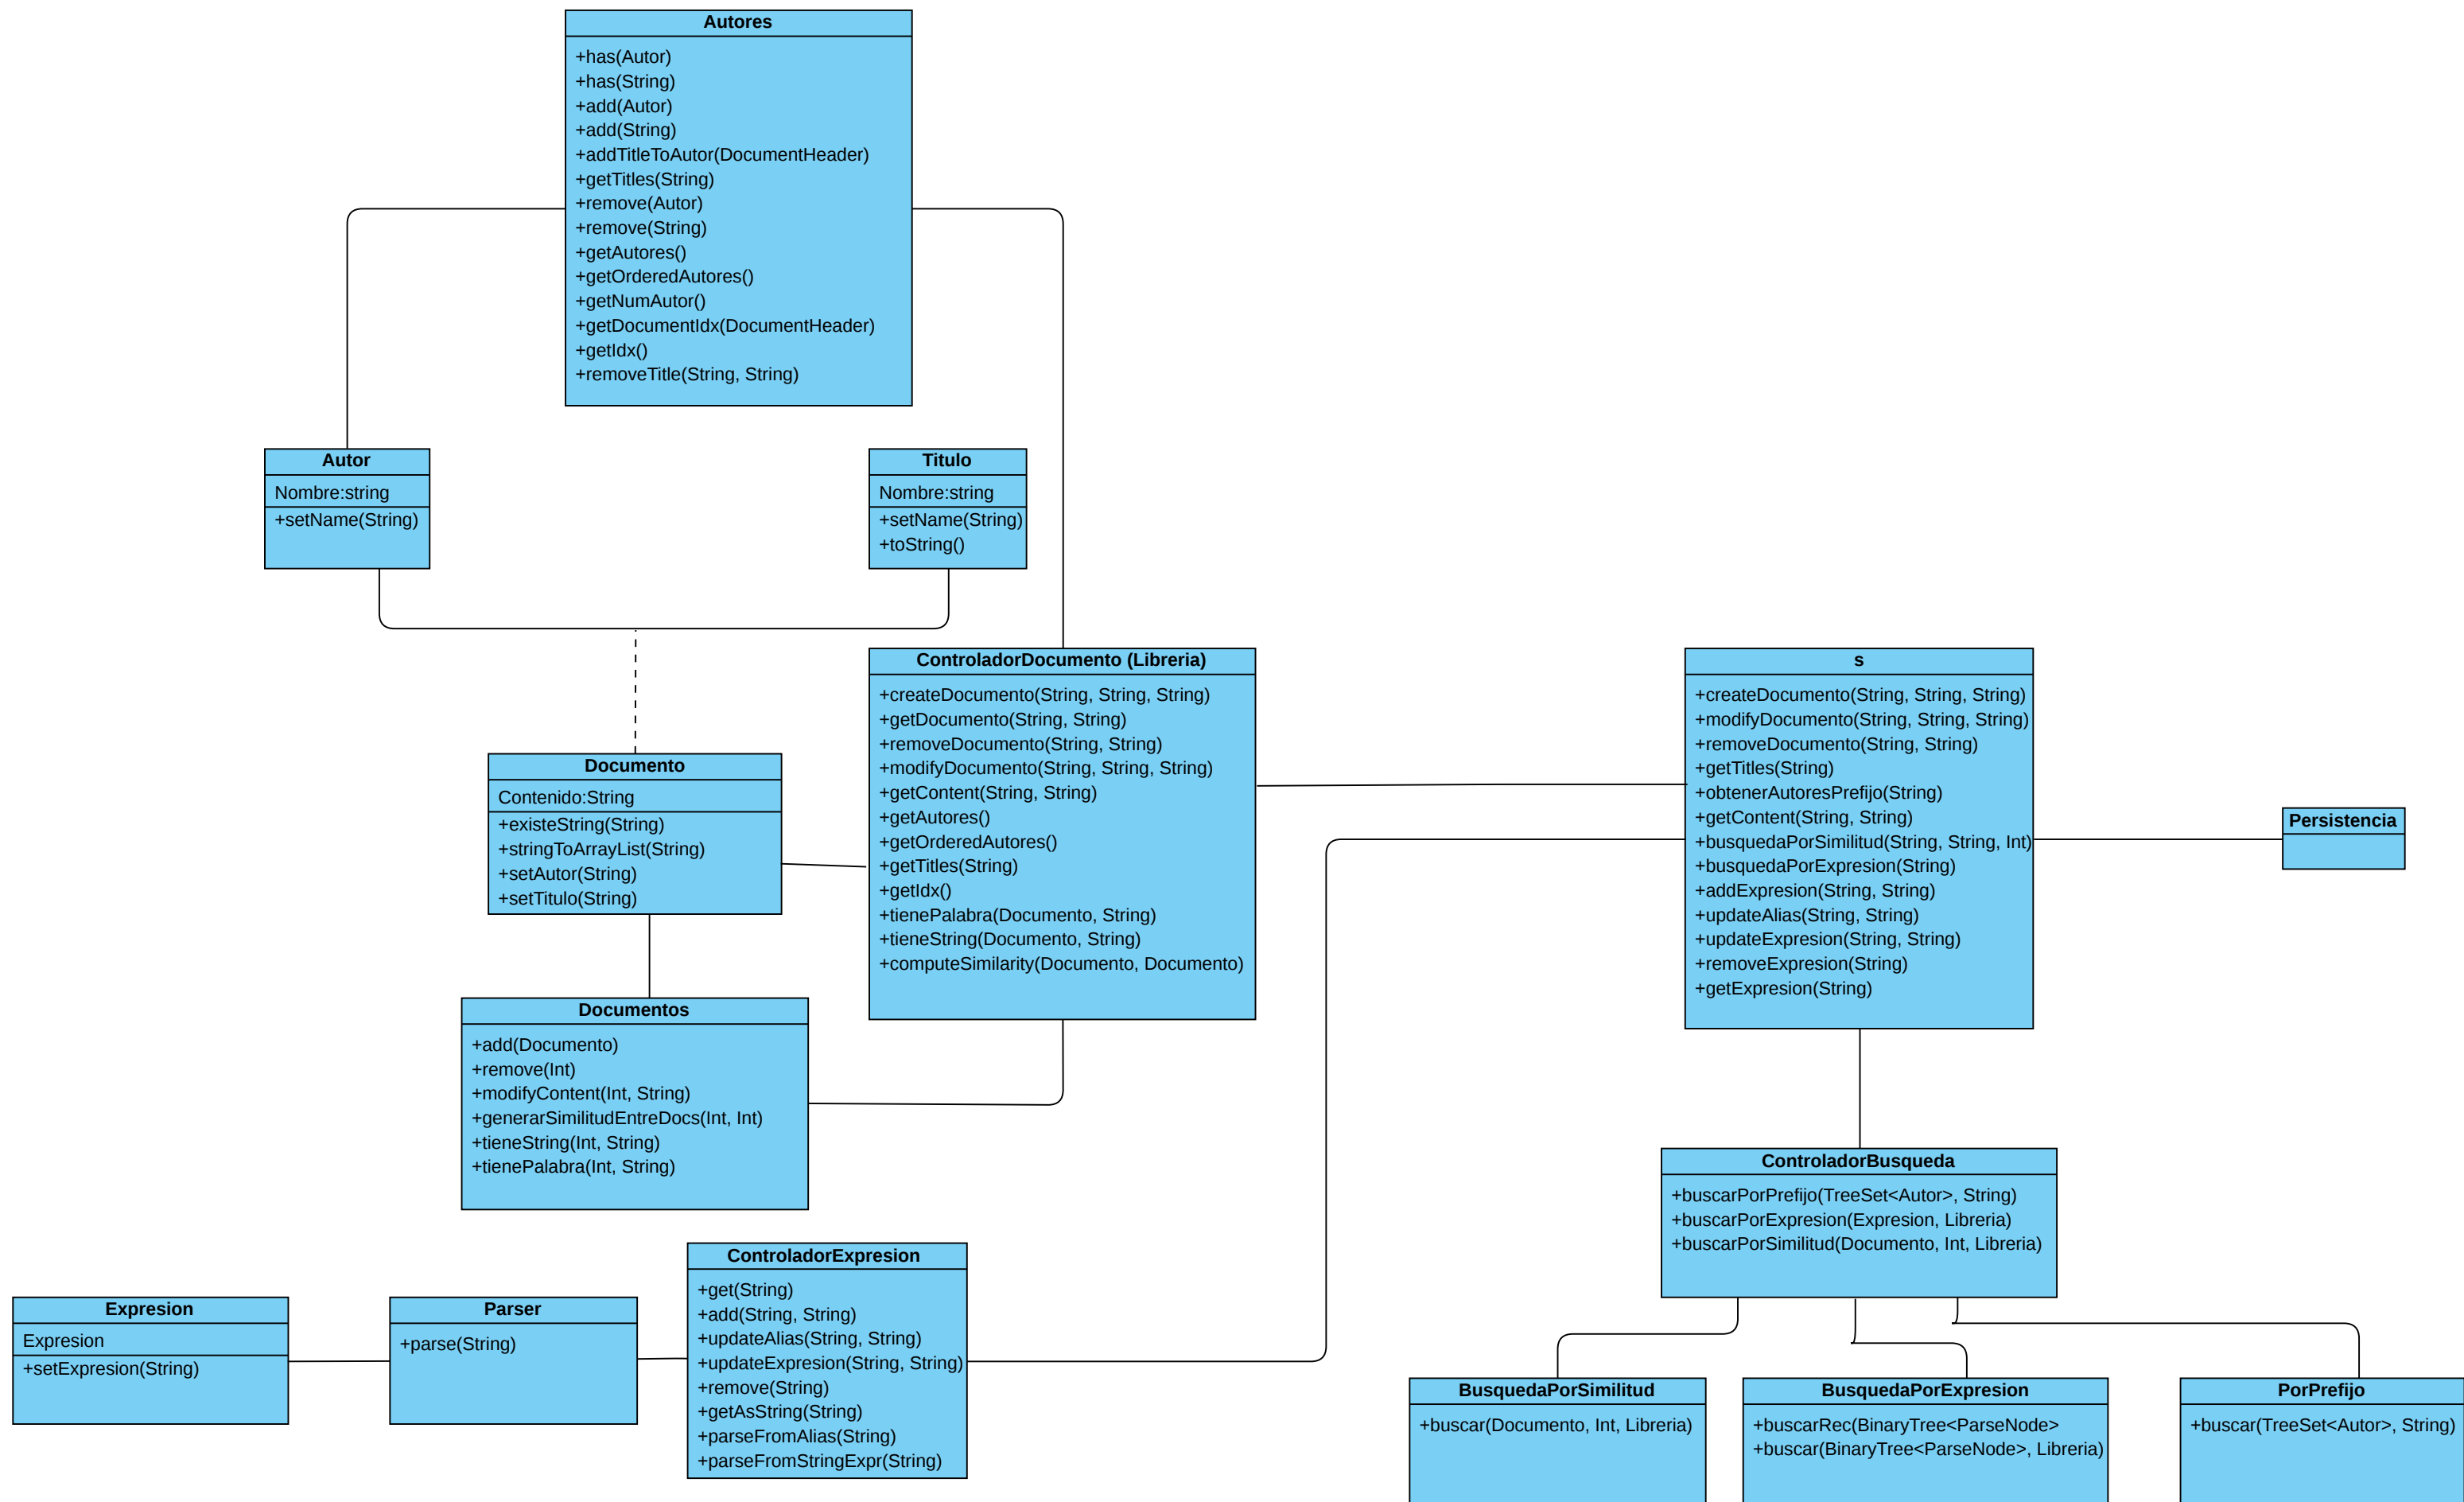 Autores
+has(Autor)
+has(String)
+add(Autor)
+add(String)
+addTitleToAutor(DocumentHeader)
+getTitles(String)
+remove(Autor)
+remove(String)
+getAutores()
+getOrderedAutores()
+getNumAutor()
+getDocumentIdx(DocumentHeader)
+getIdx()
+removeTitle(String, String)
Autor
Nombre:string
+setName(String)
Titulo
Nombre:string
+setName(String)
+toString()
Documento
Contenido:String
+existeString(String)
+stringToArrayList(String)
+setAutor(String)
+setTitulo(String)
ControladorDocumento (Libreria)
+createDocumento(String, String, String)
+getDocumento(String, String)
+removeDocumento(String, String)
+modifyDocumento(String, String, String)
+getContent(String, String)
+getAutores()
+getOrderedAutores()
+getTitles(String)
+getIdx()
+tienePalabra(Documento, String)
+tieneString(Documento, String)
+computeSimilarity(Documento, Documento)
s
+createDocumento(String, String, String)
+modifyDocumento(String, String, String)
+removeDocumento(String, String)
+getTitles(String)
+obtenerAutoresPrefijo(String)
+getContent(String, String)
+busquedaPorSimilitud(String, String, Int)
+busquedaPorExpresion(String)
+addExpresion(String, String)
+updateAlias(String, String)
+updateExpresion(String, String)
+removeExpresion(String)
+getExpresion(String)
Persistencia
Documentos
+add(Documento)
+remove(Int)
+modifyContent(Int, String)
+generarSimilitudEntreDocs(Int, Int)
+tieneString(Int, String)
+tienePalabra(Int, String)
ControladorBusqueda
+buscarPorPrefijo(TreeSet<Autor>, String)
+buscarPorExpresion(Expresion, Libreria)
+buscarPorSimilitud(Documento, Int, Libreria)
Expresion
Expresion
+setExpresion(String)
Parser
+parse(String)
ControladorExpresion
+get(String)
+add(String, String)
+updateAlias(String, String)
+updateExpresion(String, String)
+remove(String)
+getAsString(String)
+parseFromAlias(String)
+parseFromStringExpr(String)
BusquedaPorSimilitud
+buscar(Documento, Int, Libreria)
BusquedaPorExpresion
+buscarRec(BinaryTree<ParseNode>
+buscar(BinaryTree<ParseNode>, Libreria)
PorPrefijo
+buscar(TreeSet<Autor>, String)